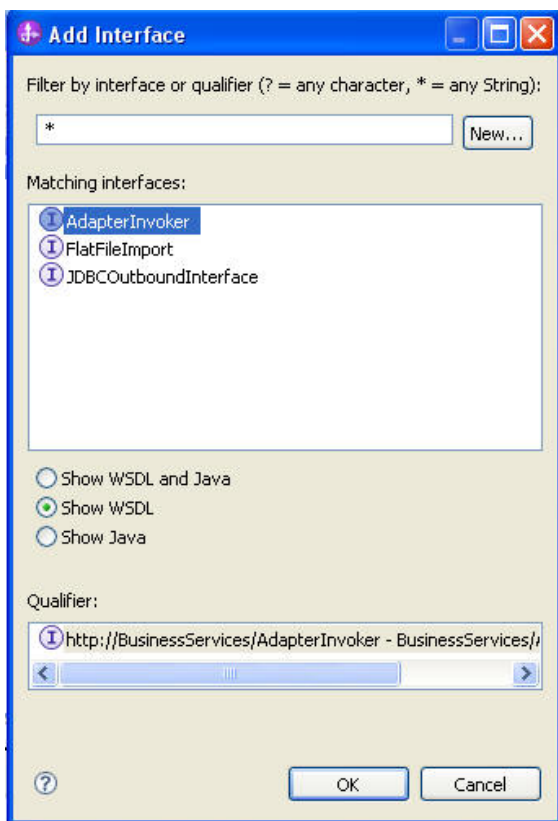 Add Interface
Filter by interface or qualifier (? = any character, * = any String):
*
New...
Matching interfaces:
AdapterInvoker
FlatFileImport
JDBCOutboundInterface
Show WSDL and Java
Show WSDL
Show Java
Qualifier:
http://BusinessServices/AdapterInvoker - BusinessServices/
OK
Cancel